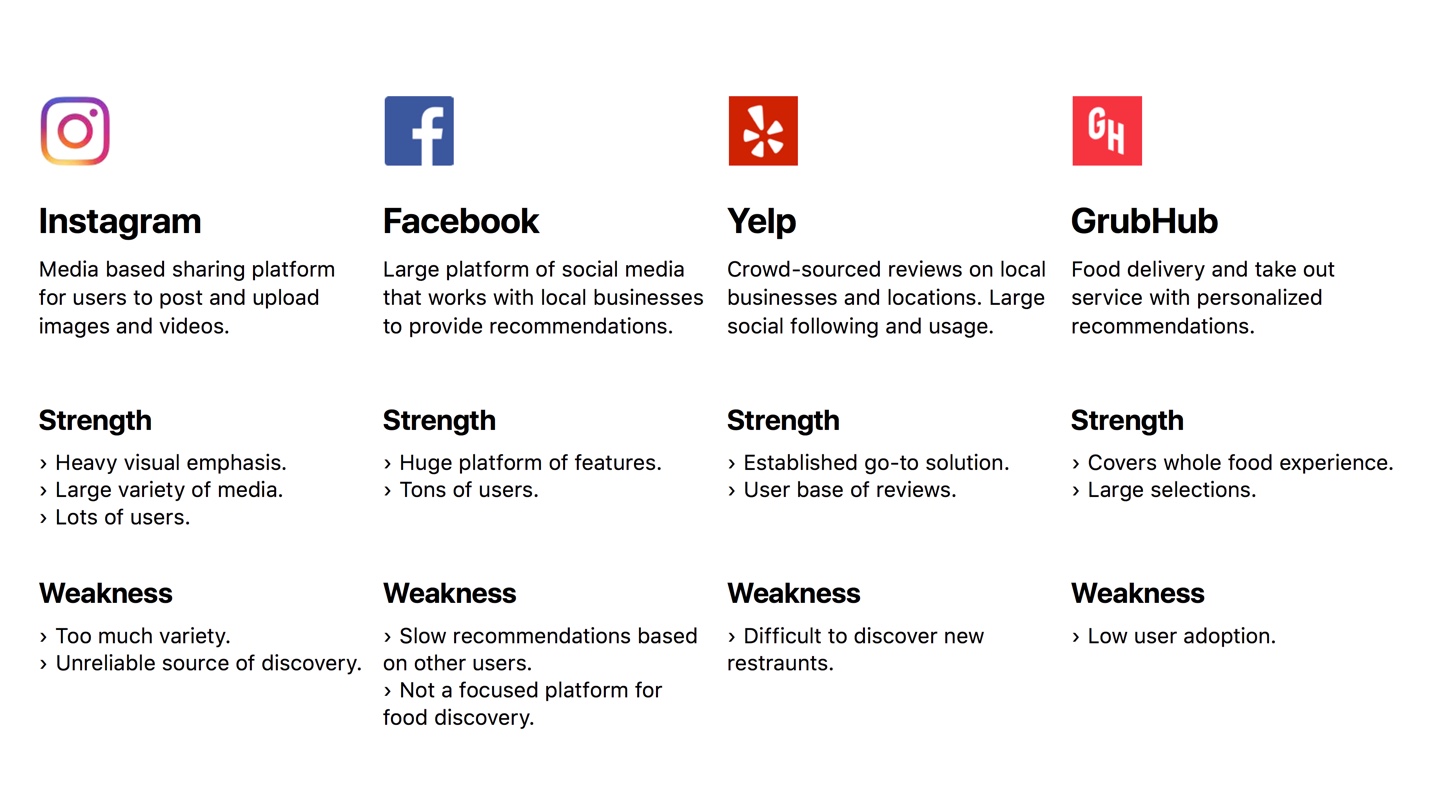 GH
Instagram
Media based sharing platform
for users to post and upload
images and videos.
Strength
› Heavy visual emphasis.
› Large variety of media.
› Lots of users.
Weakness
› Too much variety.
› Unreliable source of discovery.
Facebook
Large platform of social media
that works with local businesses
to provide recommendations.
Strength
› Huge platform of features.
› Tons of users.
Weakness
› Slow recommendations based
on other users.
› Not a focused platform for
food discovery.
Yelp
Crowd-sourced reviews on local
businesses and locations. Large
social following and usage.
Strength
› Established go-to solution.
› User base of reviews.
Weakness
› Difficult to discover new
restraunts.
GrubHub
Food delivery and take out
service with personalized
recommendations.
Strength
› Covers whole food experience.
› Large selections.
Weakness
› Low user adoption.